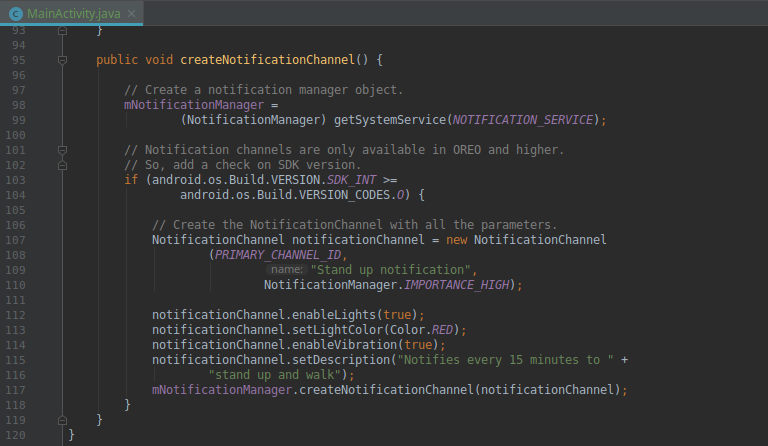 MainActivity.java
93 }
94
95 public void createNotificationChannel() {
96
97 // Create a notification manager object.
98 mNotificationManager =
99 (NotificationManager) getSystemService(NOTIFICATION_SERVICE);
100
101 // Notification channels are only available in OREO and higher.
102 // So, add a check on SDK version.
103 if (android.os.Build.VERSION.SDK_INT >=
104 android.os.Build.VERSION_CODES.O) {
105
106 // Create the NotificationChannel with all the parameters.
107 NotificationChannel notificationChannel = new NotificationChannel
108 (PRIMARY_CHANNEL_ID,
109 name: "Stand up notification",
110 NotificationManager.IMPORTANCE_HIGH);
111
112 notificationChannel.enableLights(true);
113 notificationChannel.setLightColor(Color.RED);
114 notificationChannel.enableVibration(true);
115 notificationChannel.setDescription("Notifies every 15 minutes to " +
116 "stand up and walk");
117 mNotificationManager.createNotificationChannel(notificationChannel);
118 }
119 }
120 }